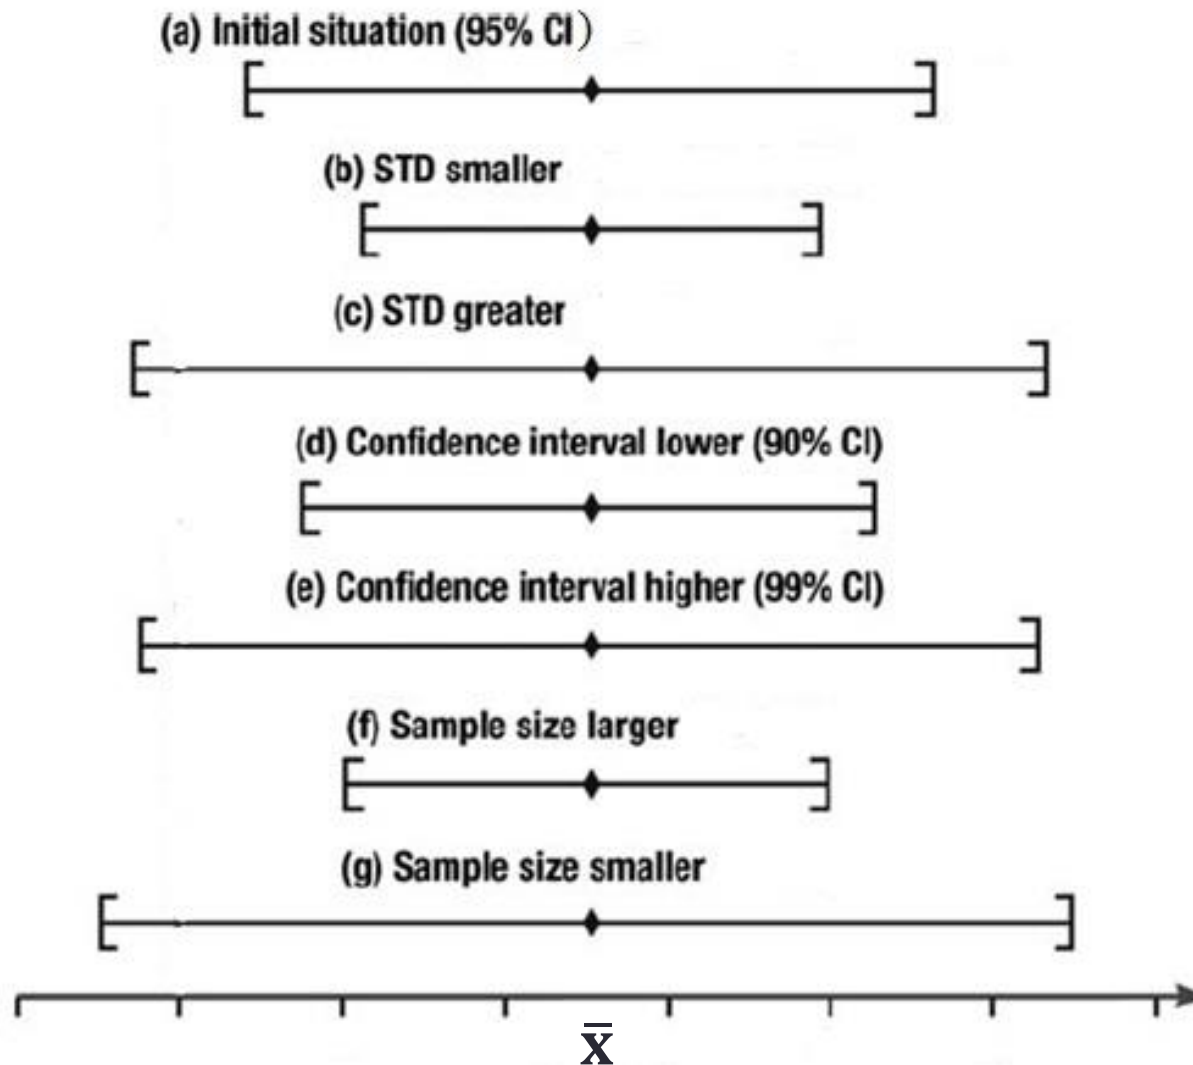 (a) Initial situation (95% CI)
(b) STD smaller
(c) STD greater
(d) Confidence interval lower (90% CI)
(e) Confidence interval higher (99% CI)
(f) Sample size larger
(g) Sample size smaller
x̄